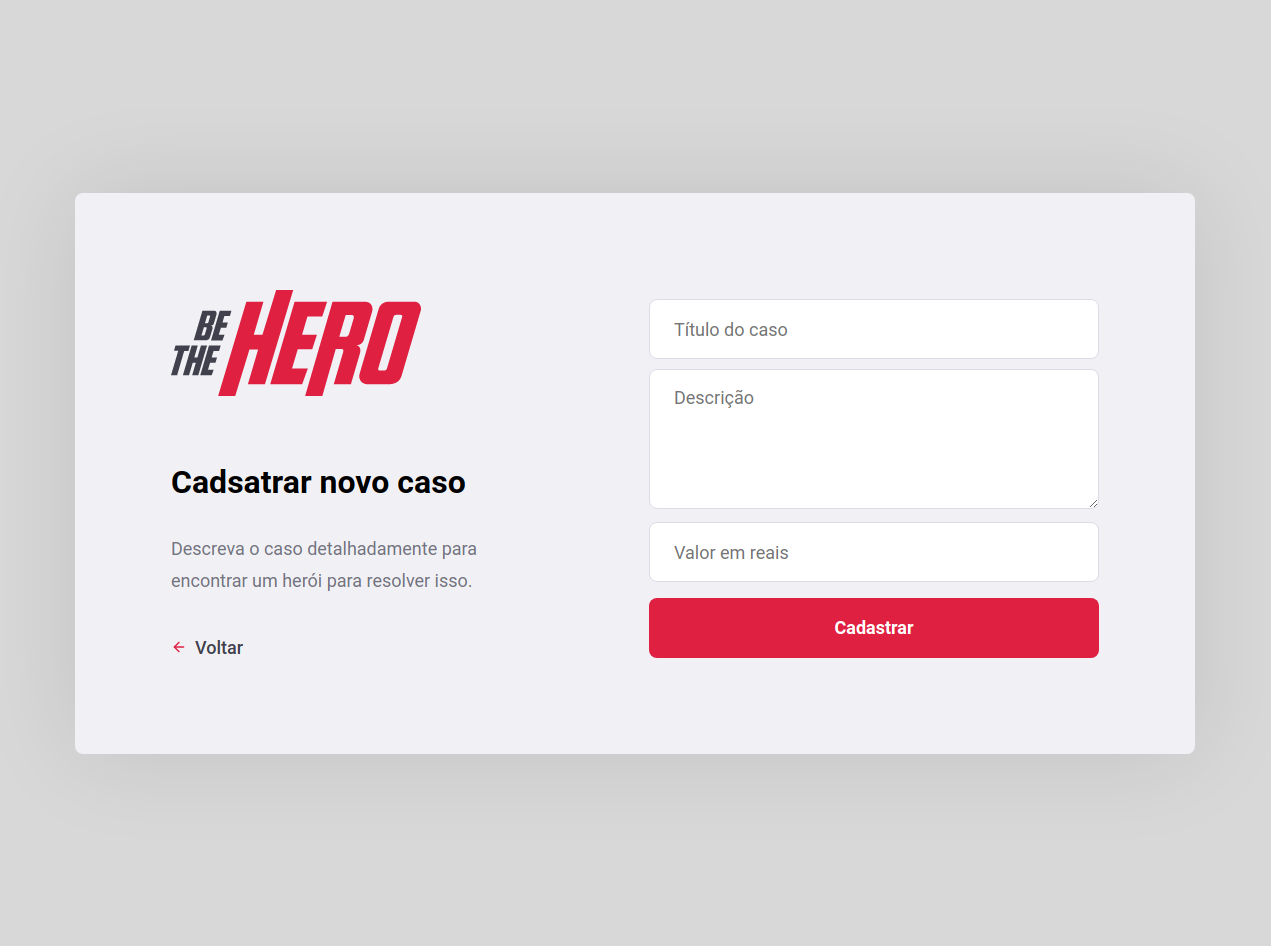 BE
THE
HERO
Cadsatrar novo caso
Descreva o caso detalhadamente para
encontrar um herói para resolver isso.
Voltar
Título do caso
Descrição
Valor em reais
Cadastrar